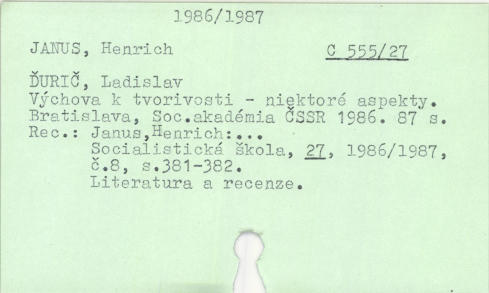 1986/1987
JANUS, Henrich C 555/27
ĎURIČ, Ladislav
Výchova k tvorivosti - niektoré aspekty.
Bratislava, Soc.akadémia ČSSR 1986. 87 s.
Rec.: Janus,Henrich:...
Socialistická škola, 27, 1986/1987,
č.8, s.381-382.
Literatura a recenze.